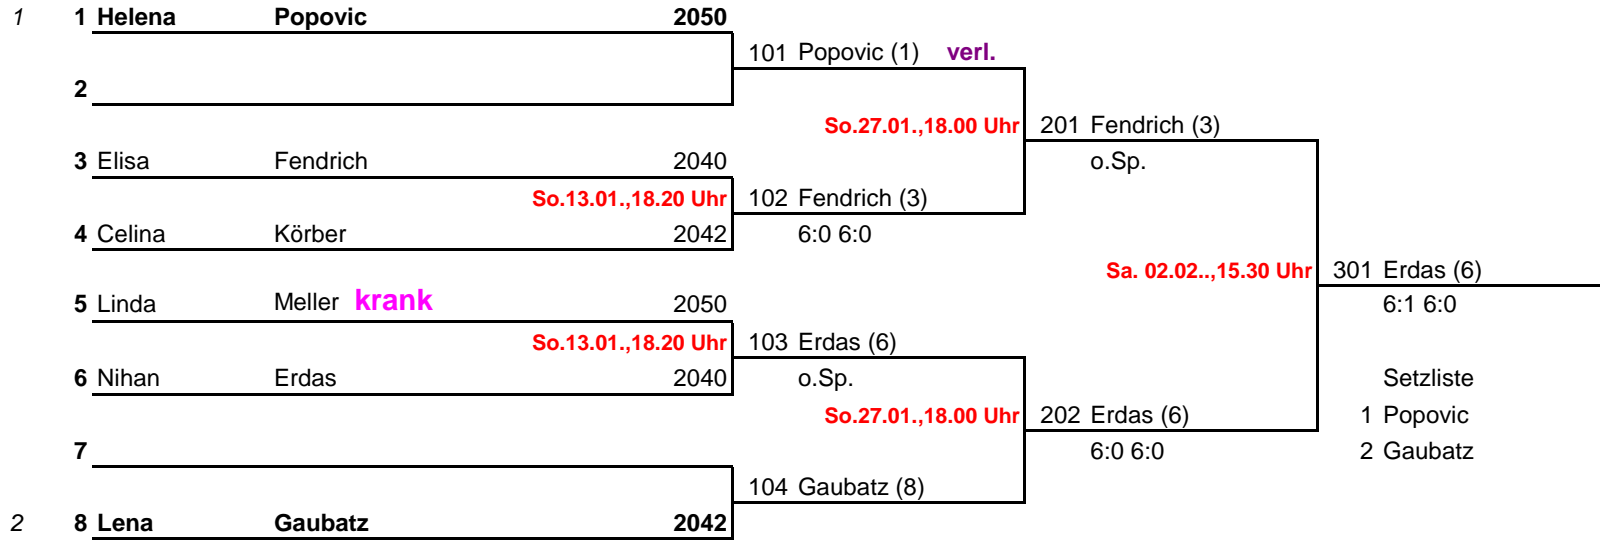 1 1 Helena Popovic 2050
101 Popovic (1) verl.
2
So.27.01.,18.00 Uhr 201 Fendrich (3)
3 Elisa Fendrich 2040 o.Sp.
So.13.01.,18.20 Uhr 102 Fendrich (3)
4 Celina Körber 2042 6:0 6:0
Sa. 02.02..,15.30 Uhr 301 Erdas (6)
5 Linda Meller krank 2050 6:1 6:0
So.13.01.,18.20 Uhr 103 Erdas (6)
6 Nihan Erdas 2040 o.Sp. Setzliste
So.27.01.,18.00 Uhr 202 Erdas (6) 1 Popovic
7 6:0 6:0 2 Gaubatz
104 Gaubatz (8)
2 8 Lena Gaubatz 2042